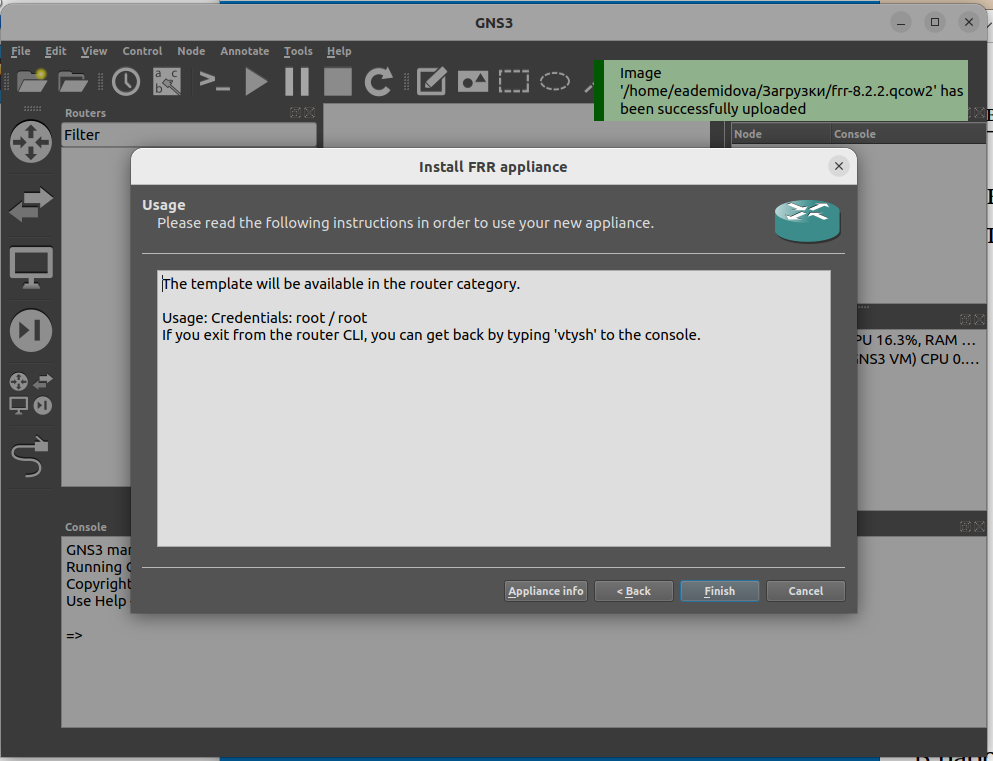 GNS3
File Edit View Control Node Annotate Tools Help
Image
'/home/eademidova/Загрузки/frr-8.2.2.qcow2' has
been successfully uploaded
Routers
Filter
Node Console
Install FRR appliance
Usage
Please read the following instructions in order to use your new appliance.
The template will be available in the router category.
Usage: Credentials: root / root
If you exit from the router CLI, you can get back by typing 'vtysh' to the console.
PU 16.3%, RAM ...
GNS3 VM) CPU 0....
Appliance info < Back Finish Cancel
Console
GNS3 mar
Running
Copyright
Use Help
=>